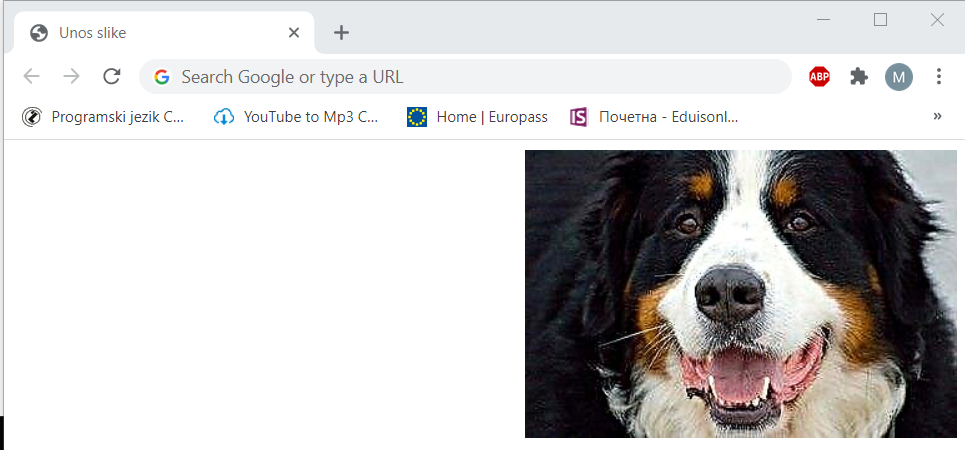 Unos slike
Search Google or type a URL
ABP
M
Programski jezik C...
YouTube to Mp3 C...
Home | Europass
Почетна - Eduisonl...